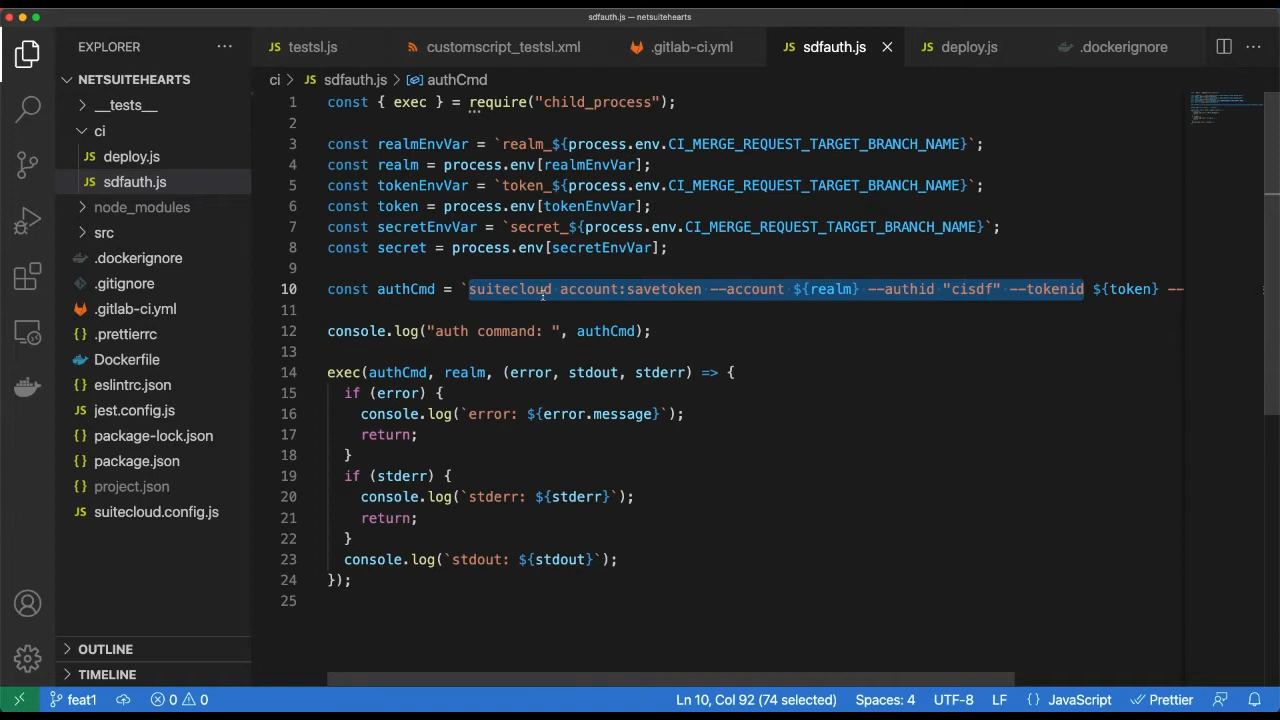 sdfauth.js — netsuitehearts
EXPLORER
···
JS testsl.js
customscript_testsl.xml
.gitlab-ci.yml
JS sdfauth.js
JS deploy.js
.dockerignore
···
NETSUITEHEARTS
__tests__
ci
JS deploy.js
JS sdfauth.js
node_modules
src
.dockerignore
.gitignore
.gitlab-ci.yml
{} .prettierrc
Dockerfile
{} eslintrc.json
JS jest.config.js
{} package-lock.json
{} package.json
{} project.json
JS suitecloud.config.js
OUTLINE
TIMELINE
ci > JS sdfauth.js > authCmd
1 const { exec } = require("child_process");
2
3 const realmEnvVar = `realm_${process.env.CI_MERGE_REQUEST_TARGET_BRANCH_NAME}`;
4 const realm = process.env[realmEnvVar];
5 const tokenEnvVar = `token_${process.env.CI_MERGE_REQUEST_TARGET_BRANCH_NAME}`;
6 const token = process.env[tokenEnvVar];
7 const secretEnvVar = `secret_${process.env.CI_MERGE_REQUEST_TARGET_BRANCH_NAME}`;
8 const secret = process.env[secretEnvVar];
9
10 const authCmd = `suitecloud account:savetoken --account ${realm} --authid "cisdf" --tokenid ${token} --
11
12 console.log("auth command: ", authCmd);
13
14 exec(authCmd, realm, (error, stdout, stderr) => {
15 if (error) {
16 console.log(`error: ${error.message}`);
17 return;
18 }
19 if (stderr) {
20 console.log(`stderr: ${stderr}`);
21 return;
22 }
23 console.log(`stdout: ${stdout}`);
24 });
25
feat1
0 0
Ln 10, Col 92 (74 selected)
Spaces: 4
UTF-8
LF
{} JavaScript
Prettier